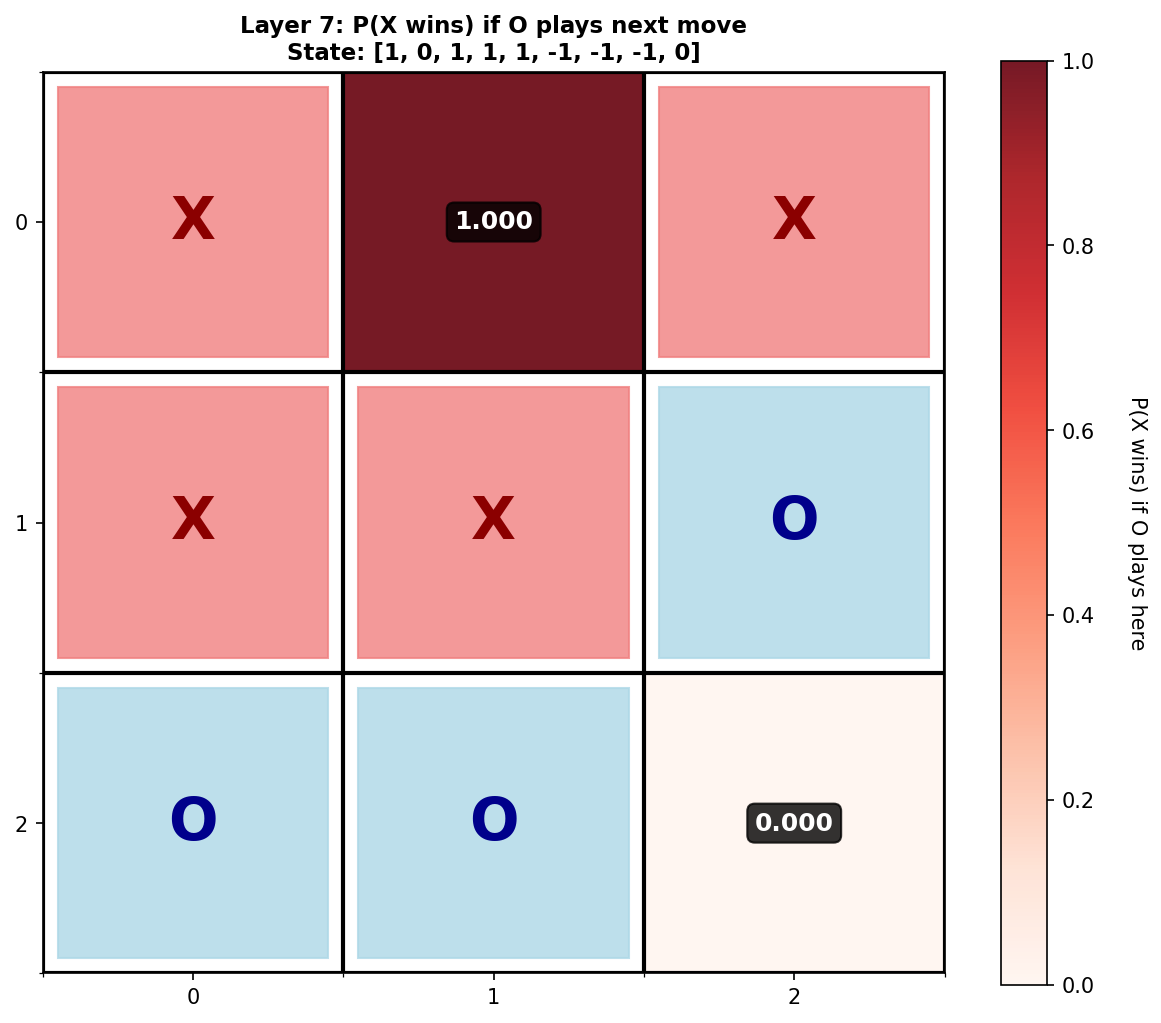 Layer 7: P(X wins) if O plays next move
State: [1, 0, 1, 1, 1, -1, -1, -1, 0]
0
X
1.000
X
1
X
X
O
2
O
O
0.000
0
1
2
1.0
0.8
0.6
0.4
0.2
0.0
P(X wins) if O plays here